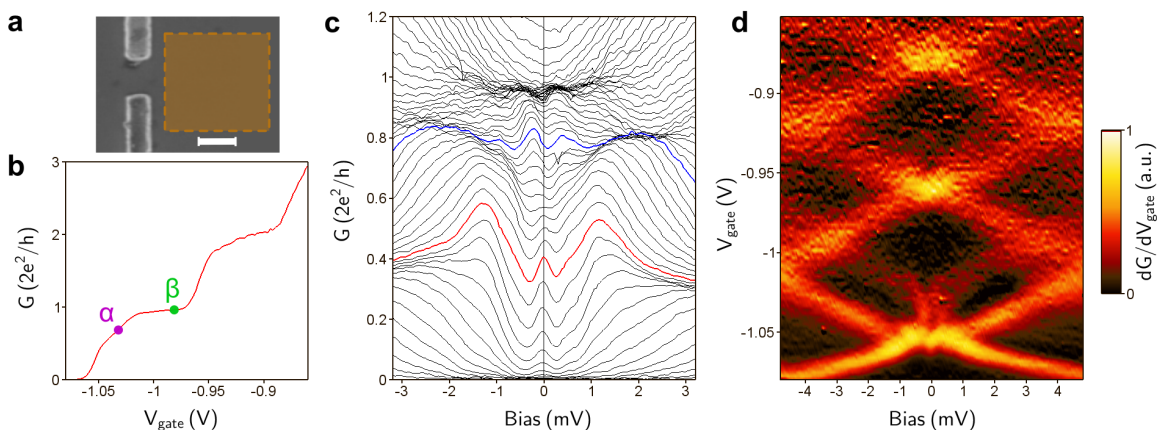 a
b
G (2e²/h)
3
2
1
0
α
β
-1.05
-1
-0.95
-0.9
V_gate (V)
c
G (2e²/h)
1.2
1
0.8
0.6
0.4
0.2
0
-3
-2
-1
0
1
2
3
Bias (mV)
d
V_gate (V)
-0.9
-0.95
-1
-1.05
-4
-3
-2
-1
0
1
2
3
4
Bias (mV)
1
0
dG/dV_gate (a.u.)